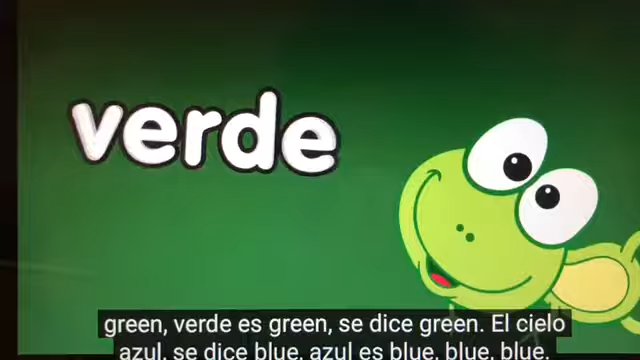 verde
green, verde es green, se dice green. El cielo
azul, se dice blue, azul es blue, blue, blue